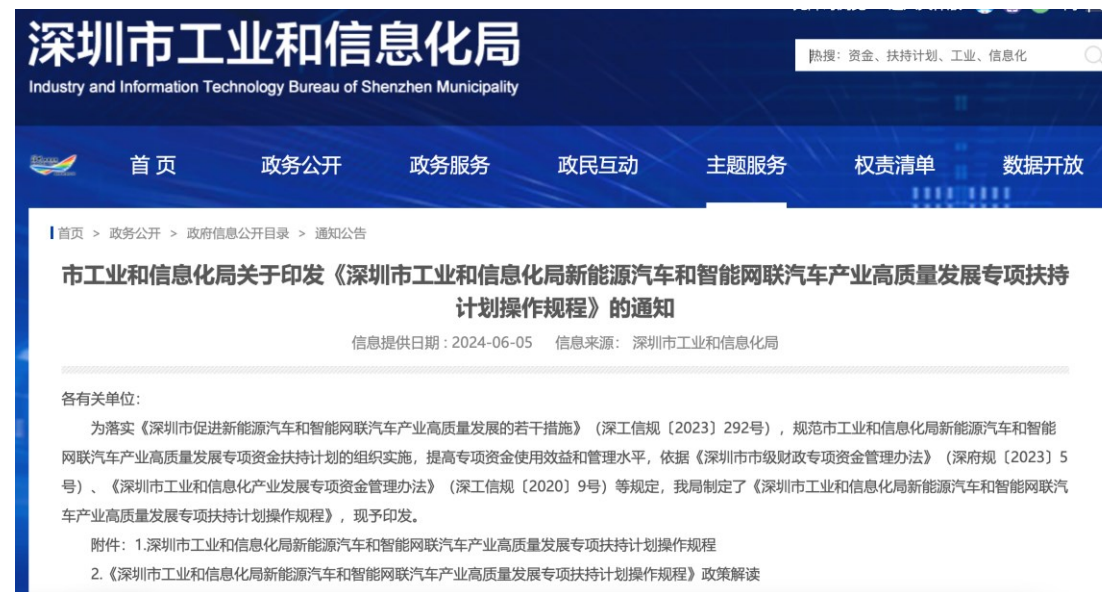 深圳市工业和信息化局
Industry and Information Technology Bureau of Shenzhen Municipality
热搜：资金、扶持计划、工业、信息化
首 页 政务公开 政务服务 政民互动 主题服务 权责清单 数据开放
首页 > 政务公开 > 政府信息公开目录 > 通知公告
市工业和信息化局关于印发《深圳市工业和信息化局新能源汽车和智能网联汽车产业高质量发展专项扶持
计划操作规程》的通知
信息提供日期 : 2024-06-05 信息来源： 深圳市工业和信息化局
各有关单位：
为落实《深圳市促进新能源汽车和智能网联汽车产业高质量发展的若干措施》（深工信规〔2023〕292号），规范市工业和信息化局新能源汽车和智能
网联汽车产业高质量发展专项资金扶持计划的组织实施，提高专项资金使用效益和管理水平，依据《深圳市市级财政专项资金管理办法》（深府规〔2023〕5
号）、《深圳市工业和信息化产业发展专项资金管理办法》（深工信规〔2020〕9号）等规定，我局制定了《深圳市工业和信息化局新能源汽车和智能网联汽
车产业高质量发展专项扶持计划操作规程》，现予印发。
附件：1.深圳市工业和信息化局新能源汽车和智能网联汽车产业高质量发展专项扶持计划操作规程
2.《深圳市工业和信息化局新能源汽车和智能网联汽车产业高质量发展专项扶持计划操作规程》政策解读